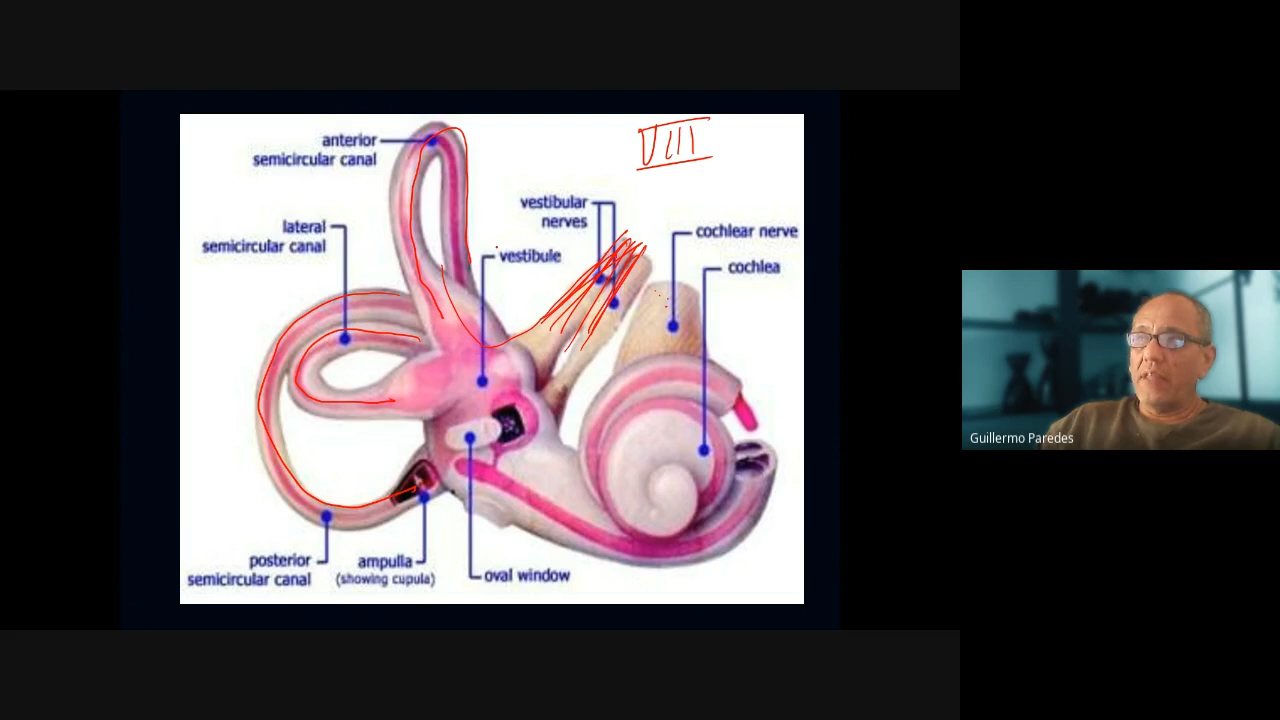 anterior
semicircular canal
VIII
vestibular
nerves
lateral
semicircular canal
cochlear nerve
vestibule
cochlea
posterior
semicircular canal
ampulla
(showing cupula)
oval window
Guillermo Paredes